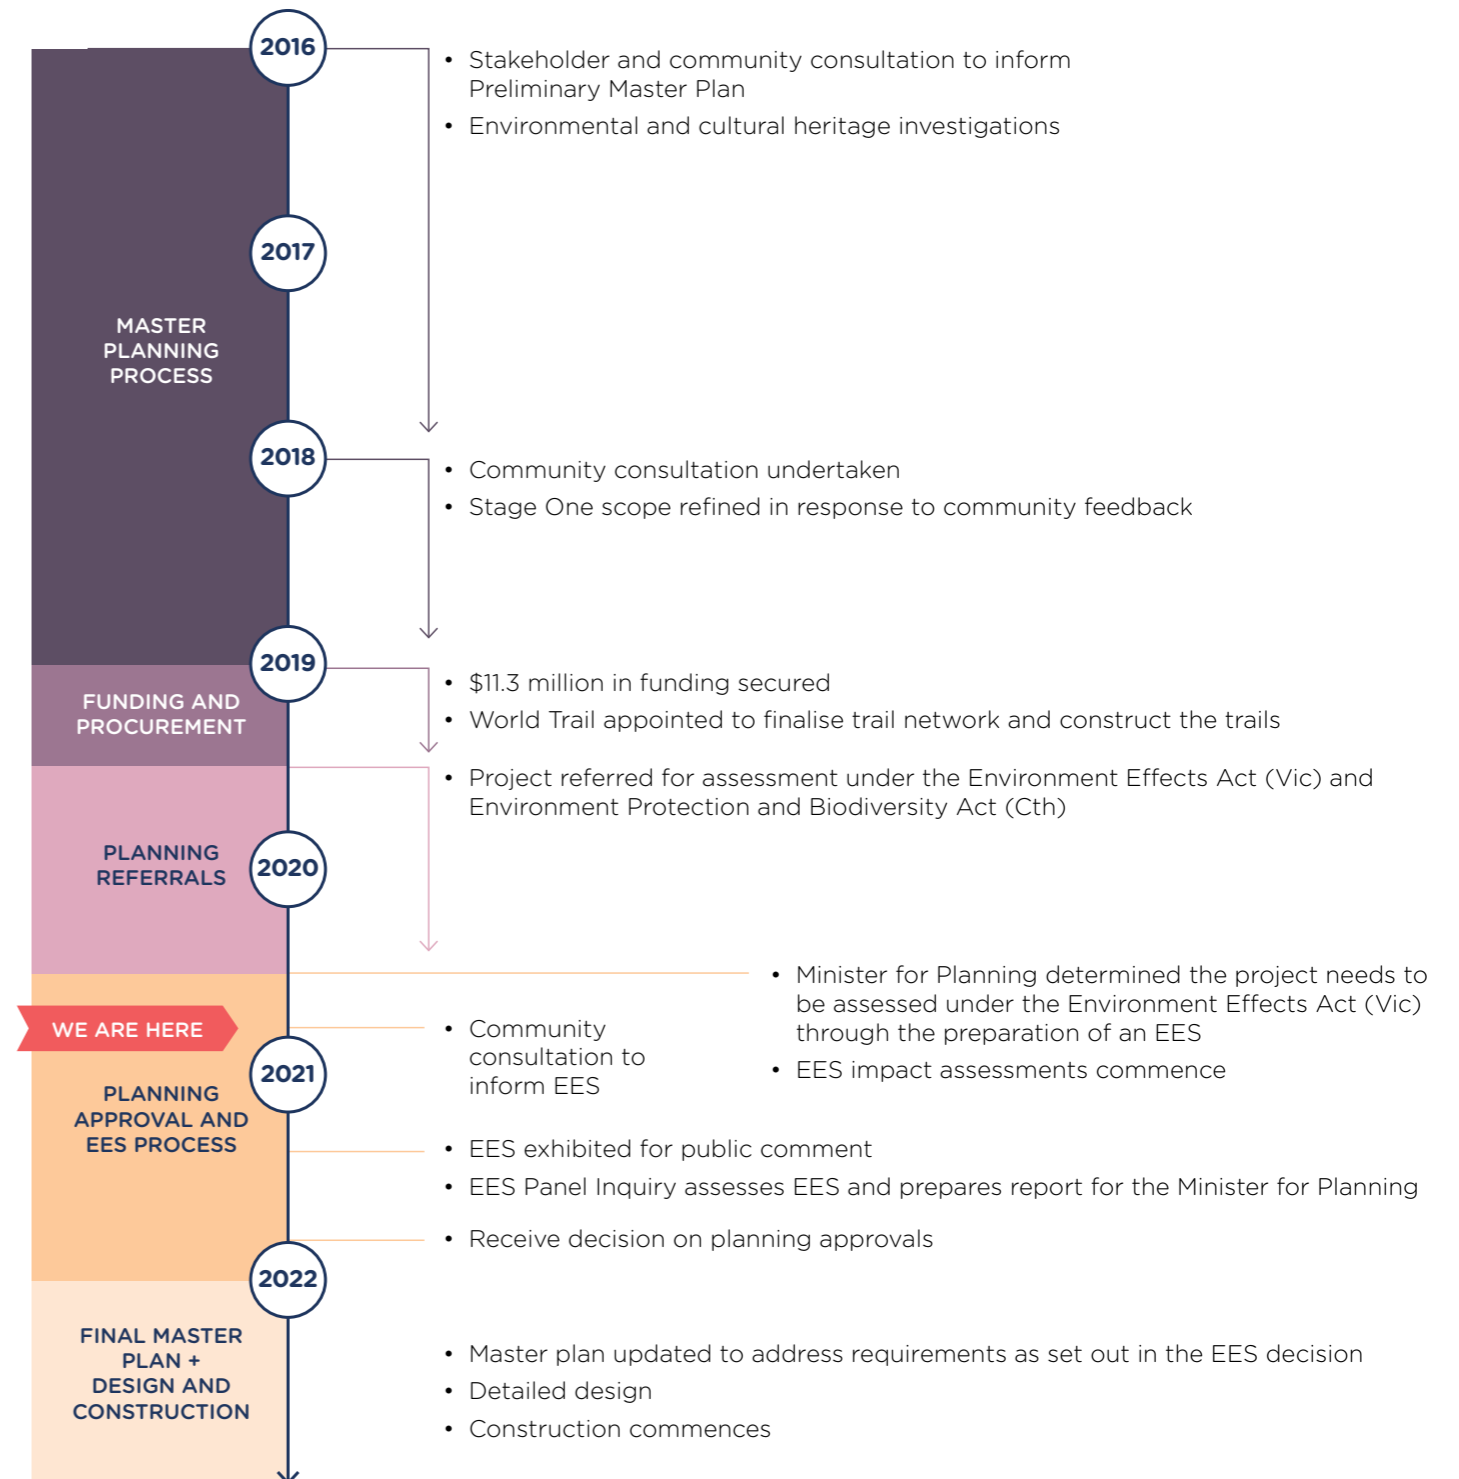 2016
• Stakeholder and community consultation to inform
Preliminary Master Plan
• Environmental and cultural heritage investigations
2017
MASTER
PLANNING
PROCESS
2018
• Community consultation undertaken
• Stage One scope refined in response to community feedback
2019
FUNDING AND
PROCUREMENT
• $11.3 million in funding secured
• World Trail appointed to finalise trail network and construct the trails
• Project referred for assessment under the Environment Effects Act (Vic) and
Environment Protection and Biodiversity Act (Cth)
PLANNING
REFERRALS
2020
• Minister for Planning determined the project needs to
be assessed under the Environment Effects Act (Vic)
through the preparation of an EES
• EES impact assessments commence
WE ARE HERE
• Community
consultation to
inform EES
2021
PLANNING
APPROVAL AND
EES PROCESS
• EES exhibited for public comment
• EES Panel Inquiry assesses EES and prepares report for the Minister for Planning
• Receive decision on planning approvals
2022
FINAL MASTER
PLAN +
DESIGN AND
CONSTRUCTION
• Master plan updated to address requirements as set out in the EES decision
• Detailed design
• Construction commences